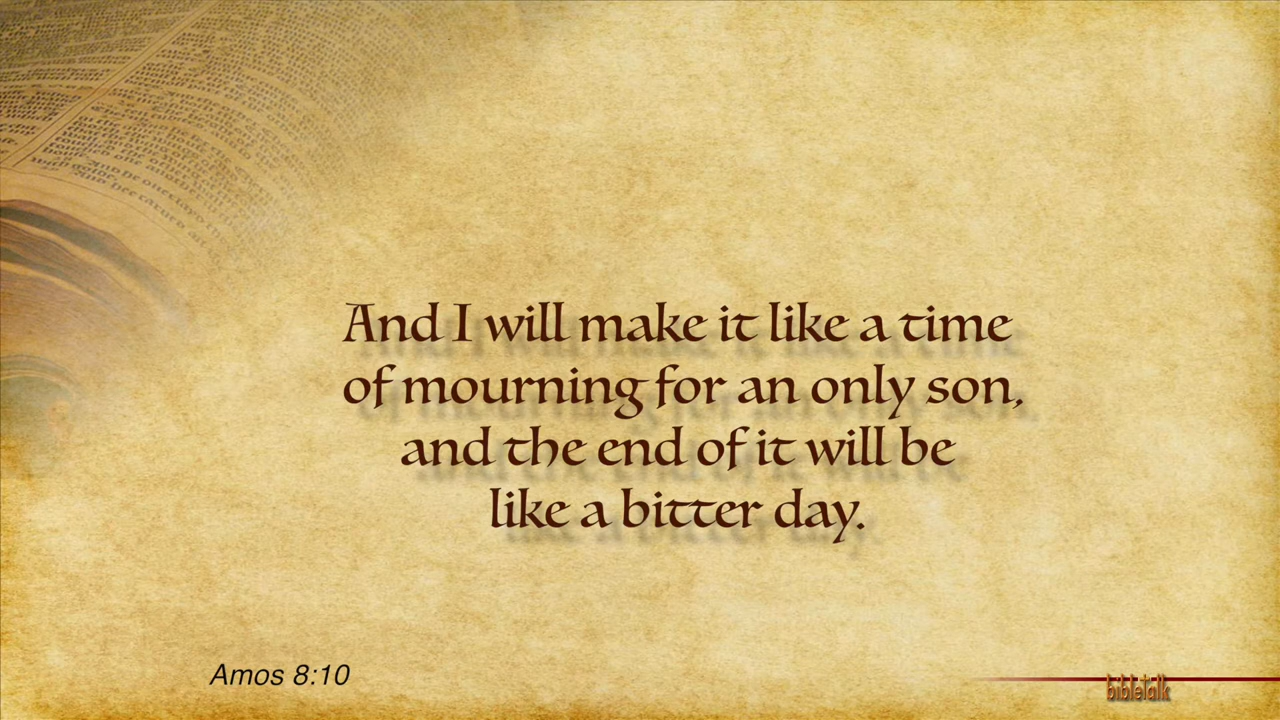 And I will make it like a time
of mourning for an only son,
and the end of it will be
like a bitter day.
Amos 8:10
bibletalk